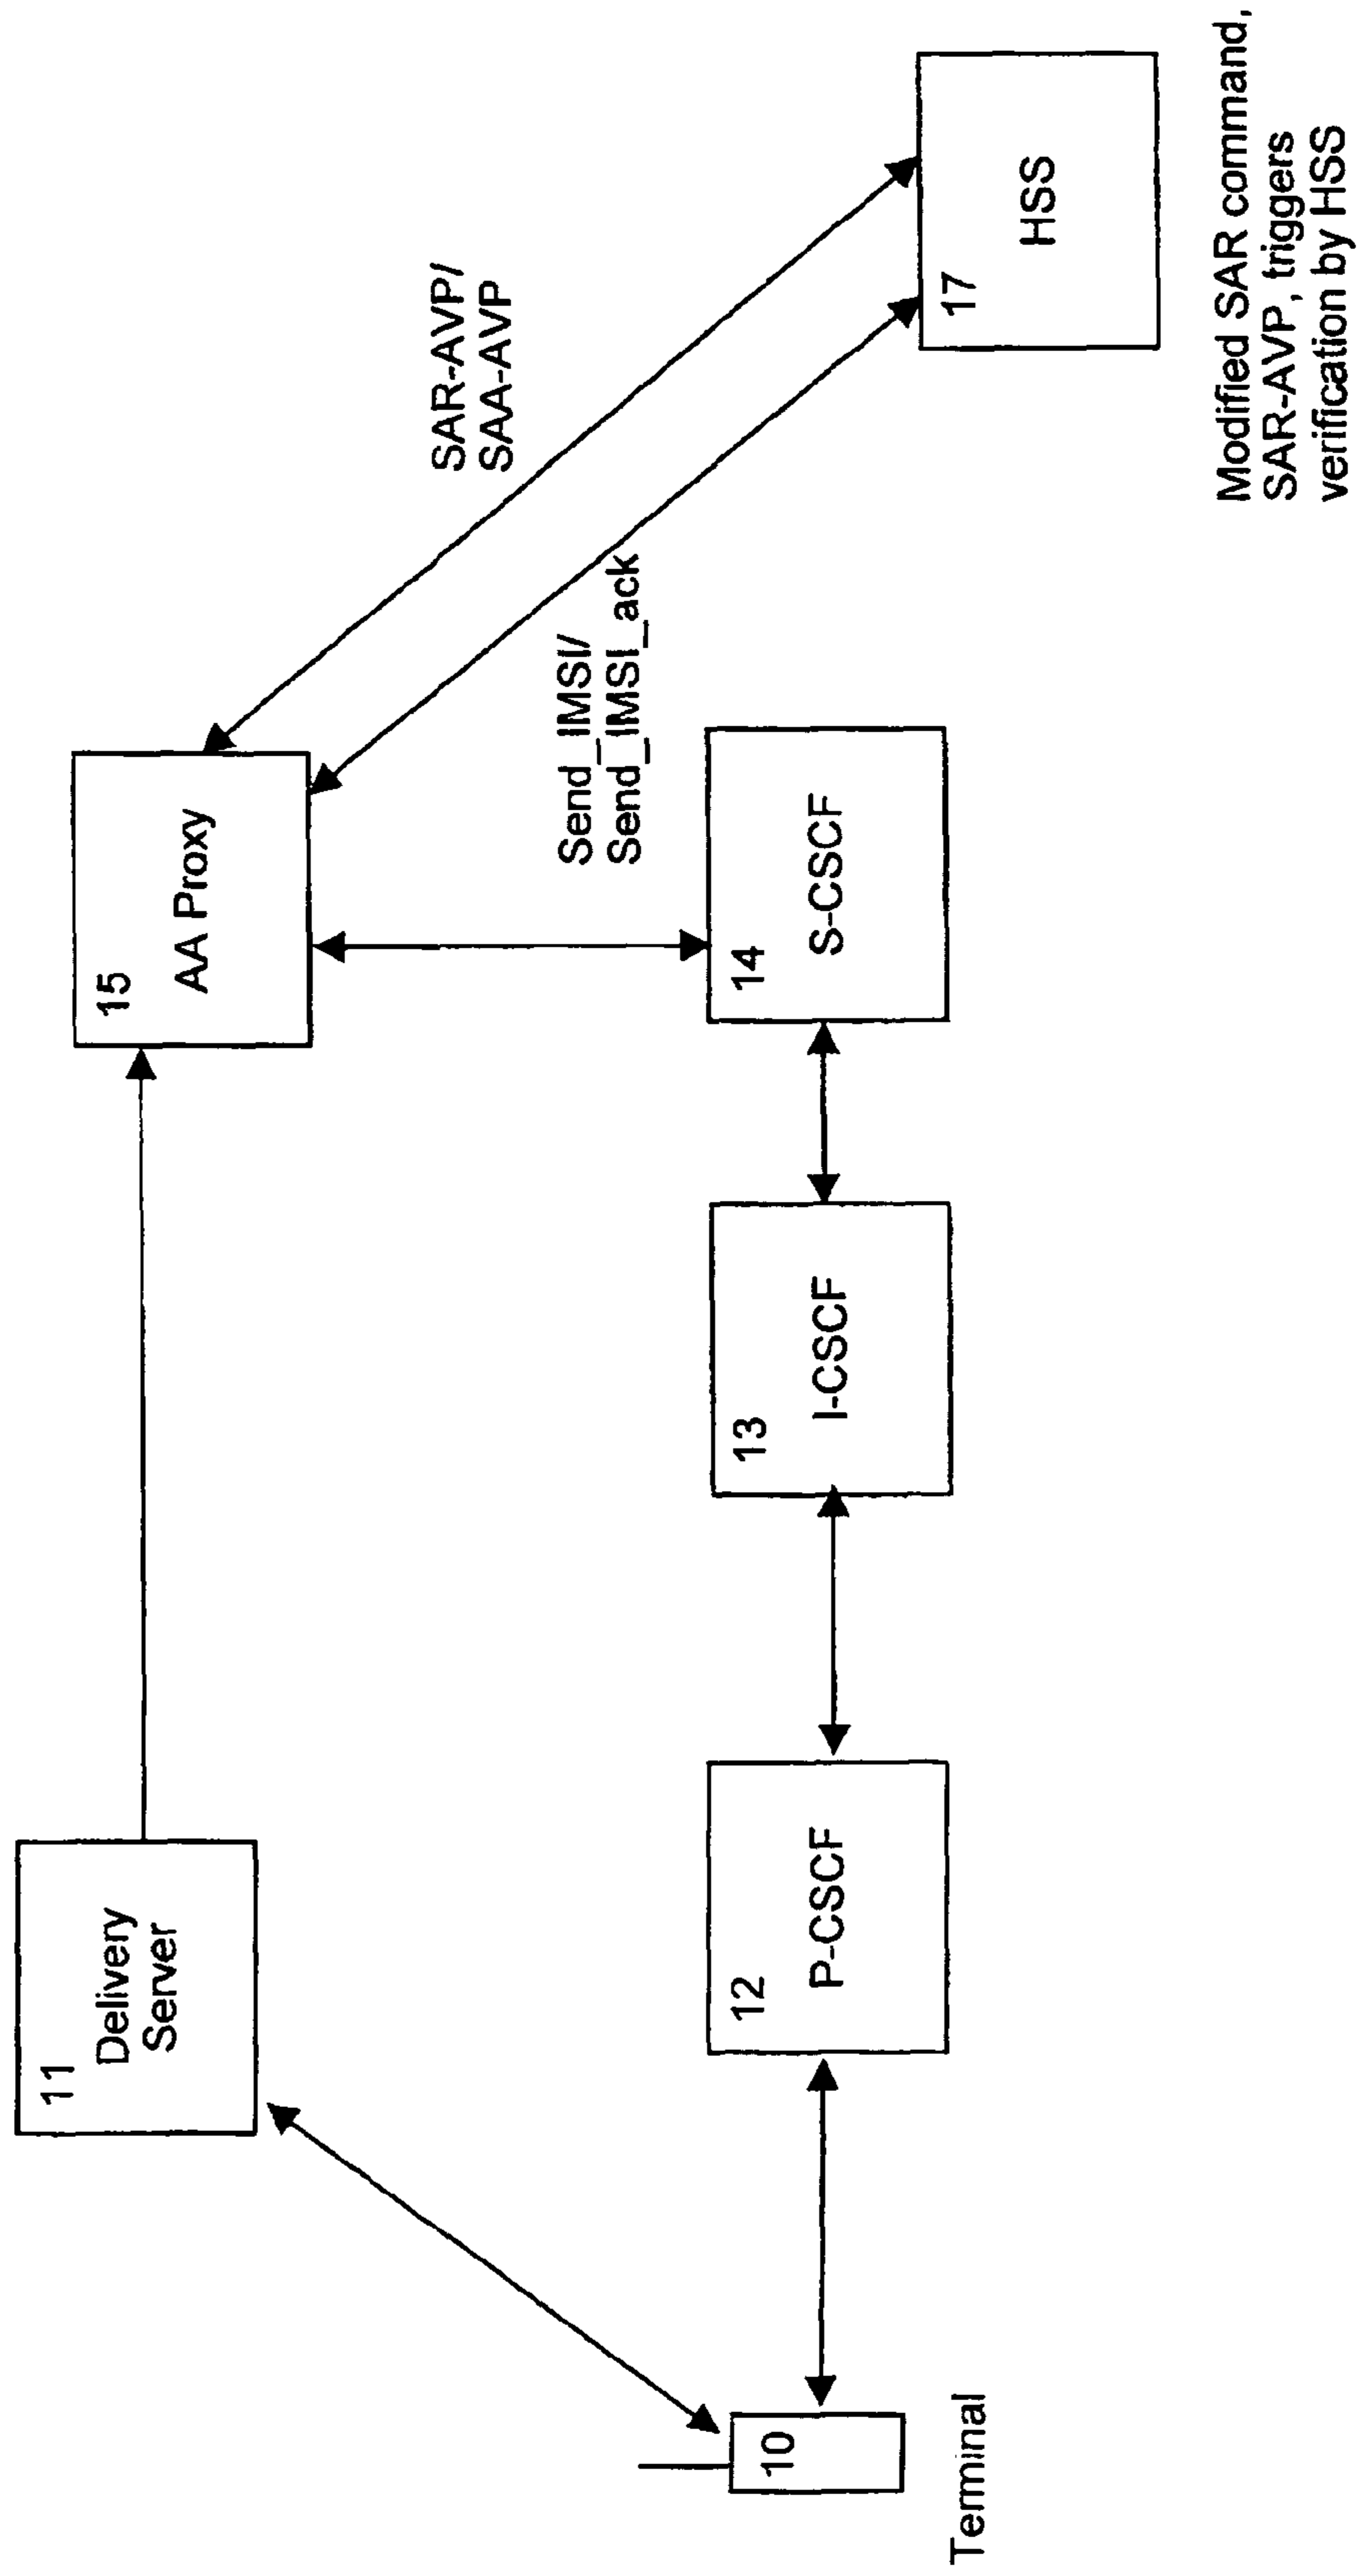 11
Delivery
Server
15
AA Proxy
SAR-AVP/
SAA-AVP
Send_IMSI/
Send_IMSI_ack
10
Terminal
12
P-CSCF
13
I-CSCF
14
S-CSCF
17
HSS
Modified SAR command,
SAR-AVP, triggers
verification by HSS